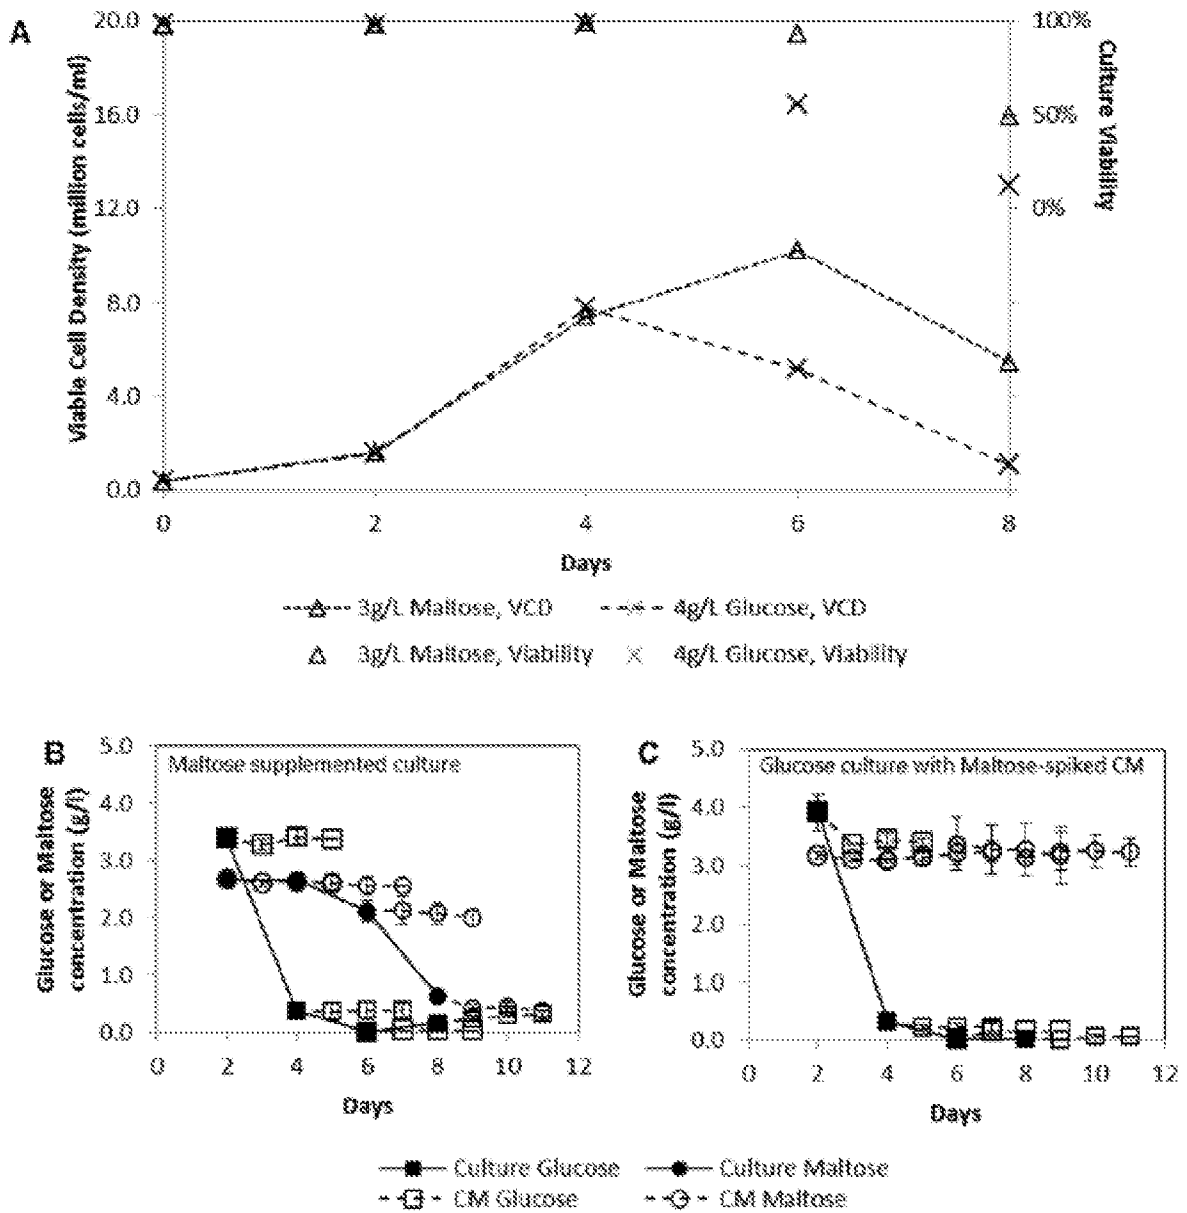 A
20.0
16.0
12.0
8.0
4.0
0.0
Viable Cell Density (million cells/ml)
100%
50%
0%
Culture Viability
0 2 4 6 8
Days
3g/L Maltose, VCD 4g/L Glucose, VCD
3g/L Maltose, Viability 4g/L Glucose, Viability
B
Maltose supplemented culture
5.0
4.0
3.0
2.0
1.0
0.0
Glucose or Maltose
concentration (g/l)
0 2 4 6 8 10 12
Days
C
Glucose culture with Maltose-spiked CM
5.0
4.0
3.0
2.0
1.0
0.0
Glucose or Maltose
concentration (g/l)
0 2 4 6 8 10 12
Days
Culture Glucose Culture Maltose
CM Glucose CM Maltose